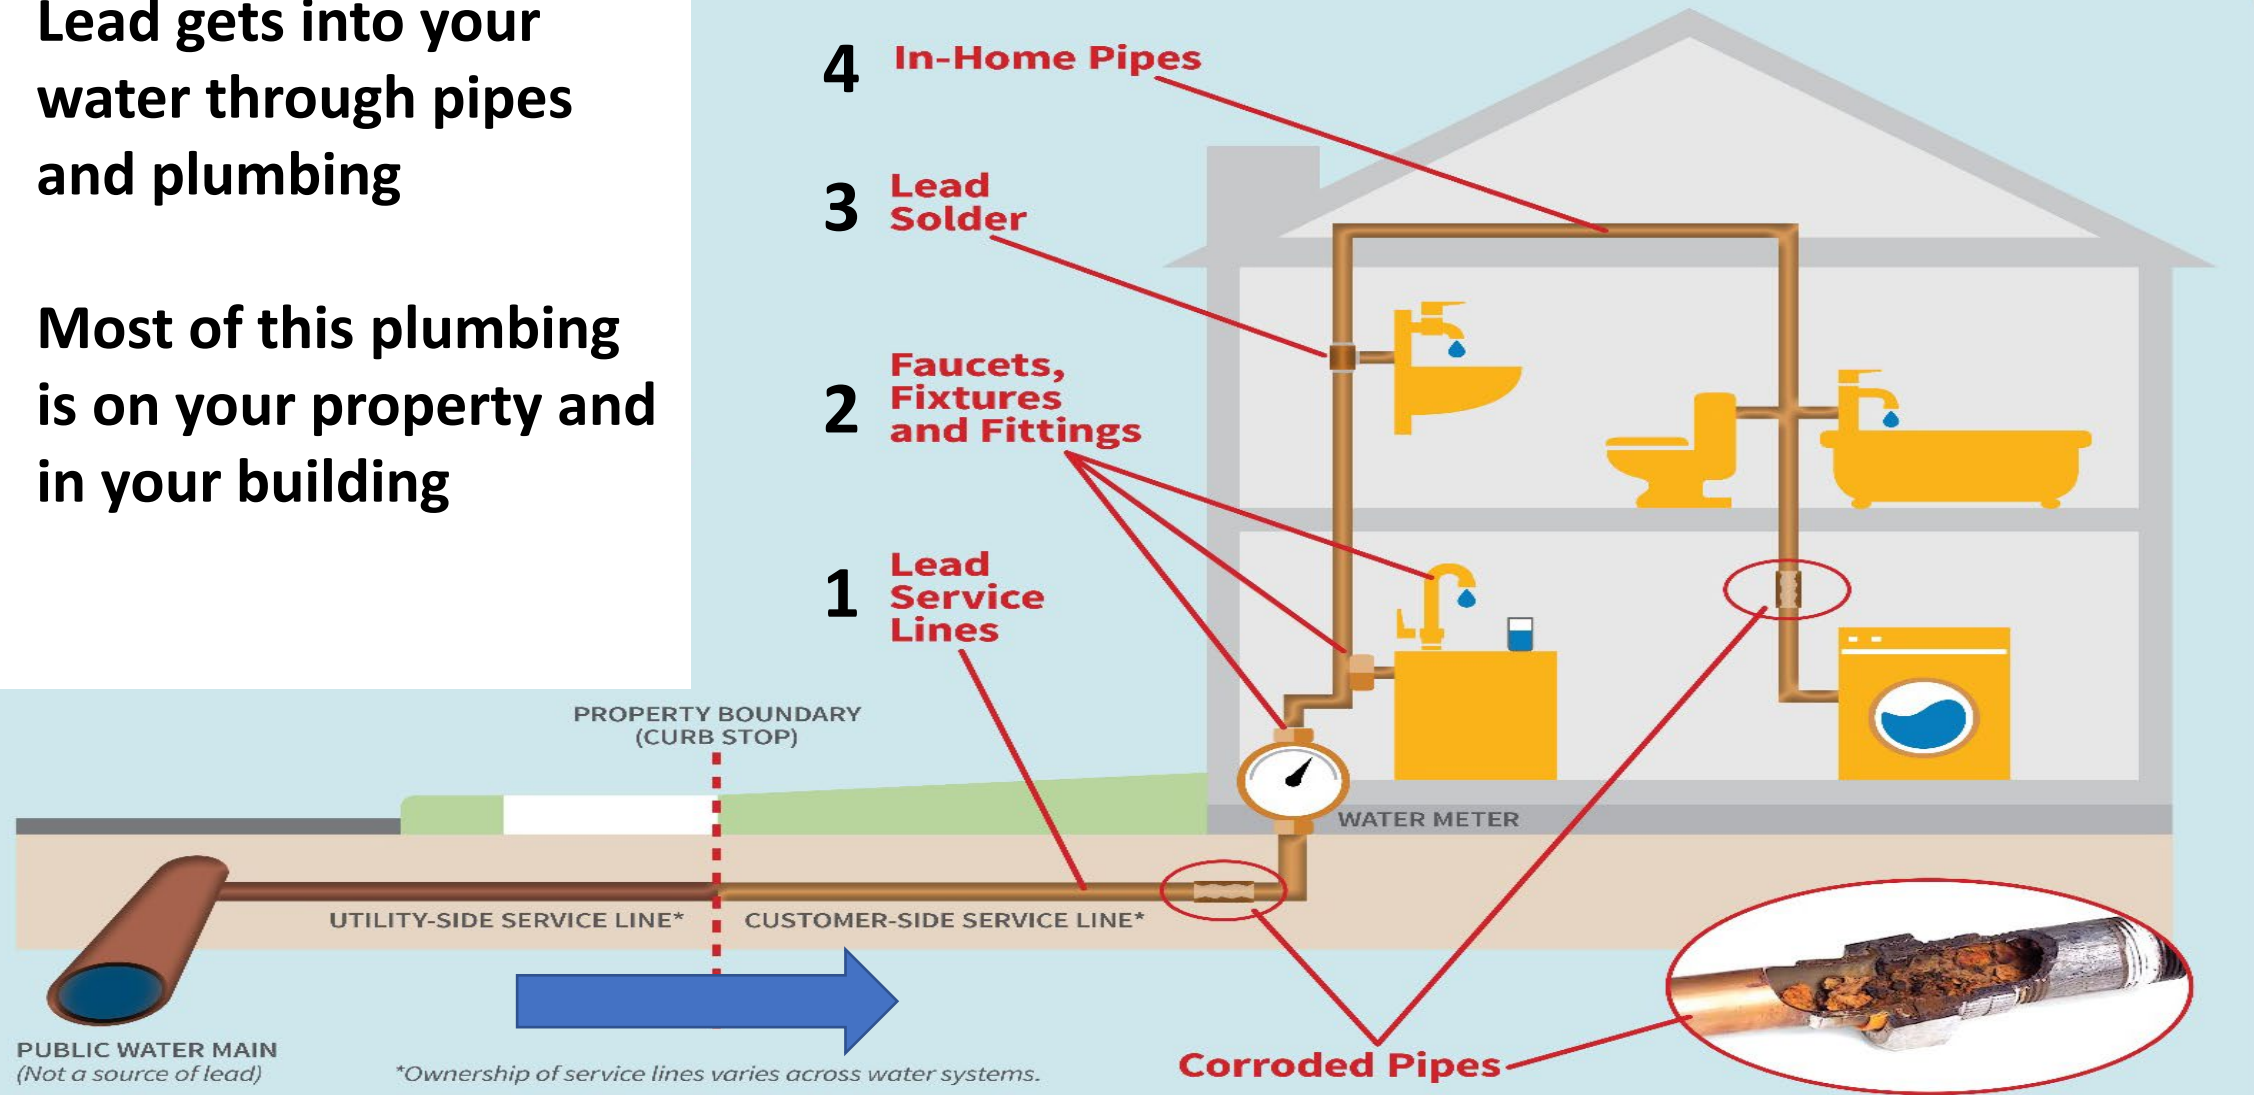 Lead gets into your
water through pipes
and plumbing
Most of this plumbing
is on your property and
in your building
4 In-Home Pipes
3 Lead
Solder
2 Faucets,
Fixtures
and Fittings
1 Lead
Service
Lines
PROPERTY BOUNDARY
(CURB STOP)
WATER METER
UTILITY-SIDE SERVICE LINE*
CUSTOMER-SIDE SERVICE LINE*
PUBLIC WATER MAIN
(Not a source of lead)
*Ownership of service lines varies across water systems.
Corroded Pipes